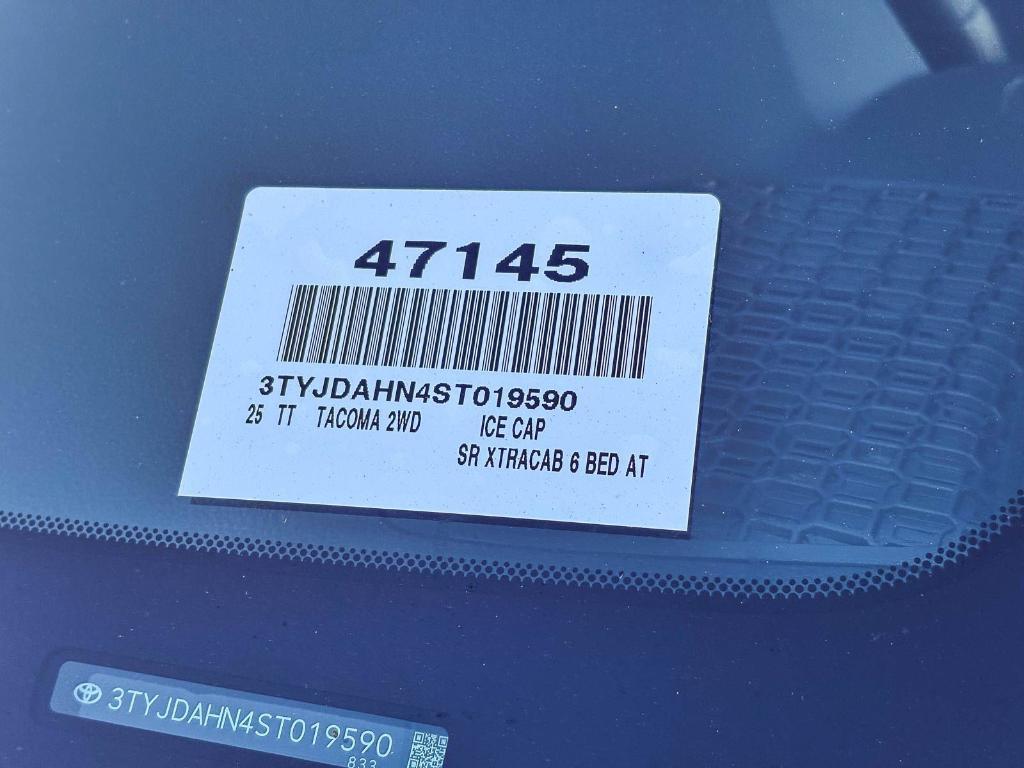 47145
3TYJDAHN4ST019590
25 TT TACOMA 2WD ICE CAP
SR XTRACAB 6 BED AT
3TYJDAHN4ST019590
833